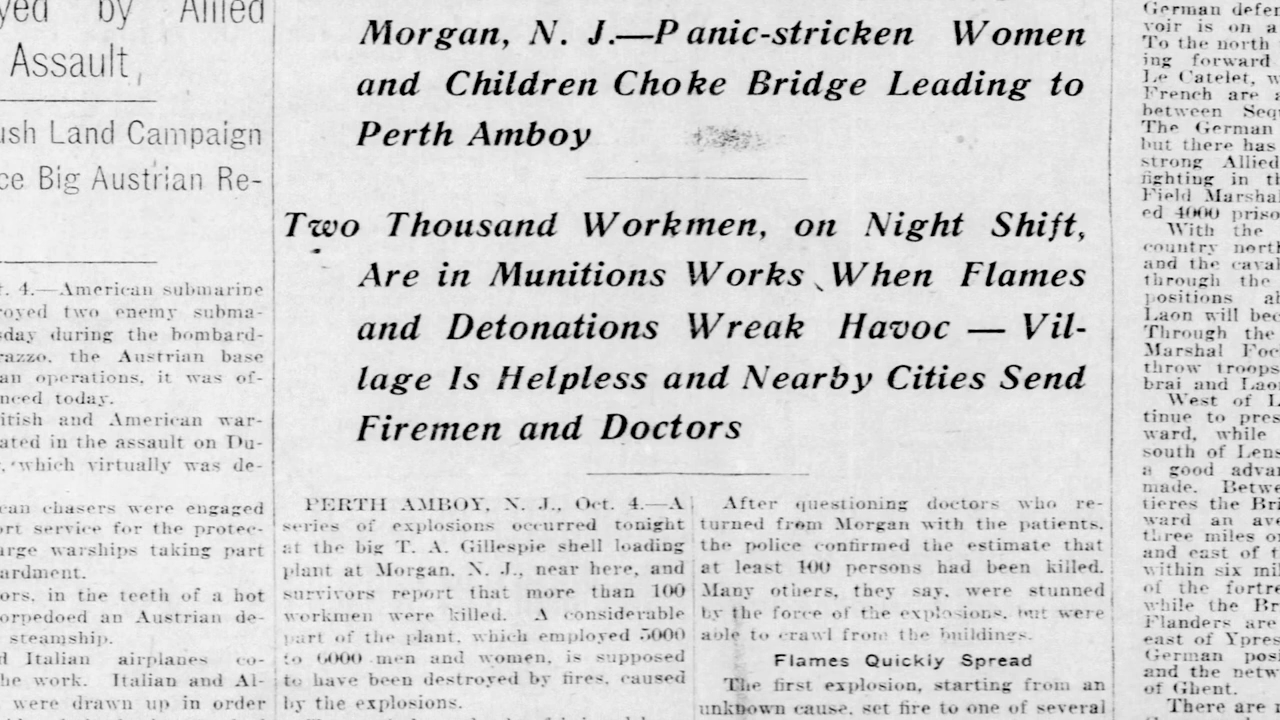 yed by Allied
Assault,
ush Land Campaign
ce Big Austrian Re-
t. 4.—American submarine
royed two enemy subma-
sday during the bombard-
razzo, the Austrian base
an operations, it was of-
nced today.
itish and American war-
ated in the assault on Du-
, which virtually was de-
can chasers were engaged
ort service for the protec-
arge warships taking part
ardment.
ors, in the teeth of a hot
orpedoed an Austrian de-
steamship.
d Italian airplanes co-
he work. Italian and Al-
were drawn up in order
Morgan, N. J.—Panic-stricken Women
and Children Choke Bridge Leading to
Perth Amboy
Two Thousand Workmen, on Night Shift,
Are in Munitions Works When Flames
and Detonations Wreak Havoc — Vil-
lage Is Helpless and Nearby Cities Send
Firemen and Doctors
PERTH AMBOY, N. J., Oct. 4.—A
series of explosions occurred tonight
at the big T. A. Gillespie shell loading
plant at Morgan, N. J., near here, and
survivors report that more than 100
workmen were killed. A considerable
part of the plant, which employed 5000
to 6000 men and women, is supposed
to have been destroyed by fires, caused
by the explosions.
After questioning doctors who re-
turned from Morgan with the patients,
the police confirmed the estimate that
at least 100 persons had been killed.
Many others, they say, were stunned
by the force of the explosions, but were
able to crawl from the buildings.
Flames Quickly Spread
The first explosion, starting from an
unknown cause, set fire to one of several
German defen
voir is on a
To the north
ing forward
Le Catelet, w
French are a
between Sequ
The German
but there has
strong Allied
fighting in th
Field Marshal
ed 4000 priso
With the
country north
and the caval
through the
positions al
Laon will bec
Through the
Marshal Foc
throw troops
brai and Laon
West of L
tinue to pres
ward, while
south of Lens
a good advan
made. Betwe
tieres the Bri
ward an ave
three miles on
and east of t
within six mil
of the fortre
while the Br
Flanders are
east of Ypres
German posi
and the netw
of Ghent.
There are